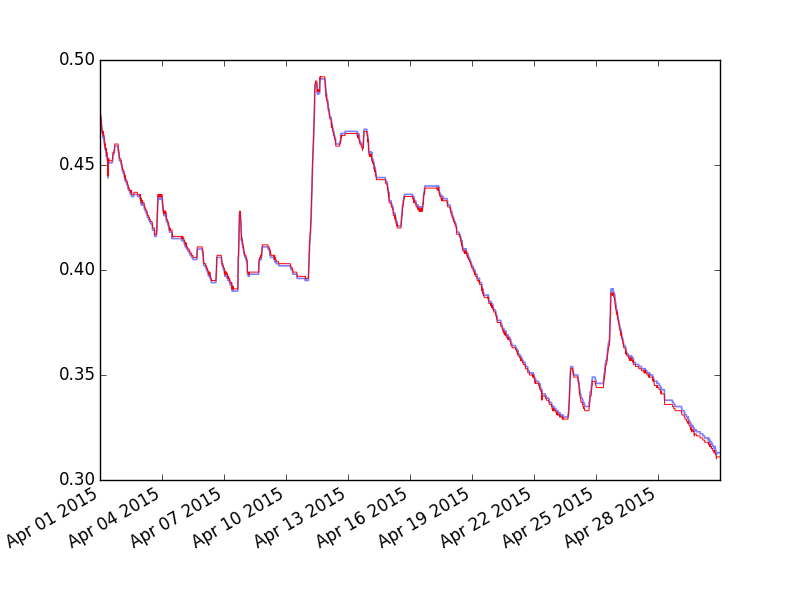 0.50
0.45
0.40
0.35
0.30
Apr 01 2015
Apr 04 2015
Apr 07 2015
Apr 10 2015
Apr 13 2015
Apr 16 2015
Apr 19 2015
Apr 22 2015
Apr 25 2015
Apr 28 2015